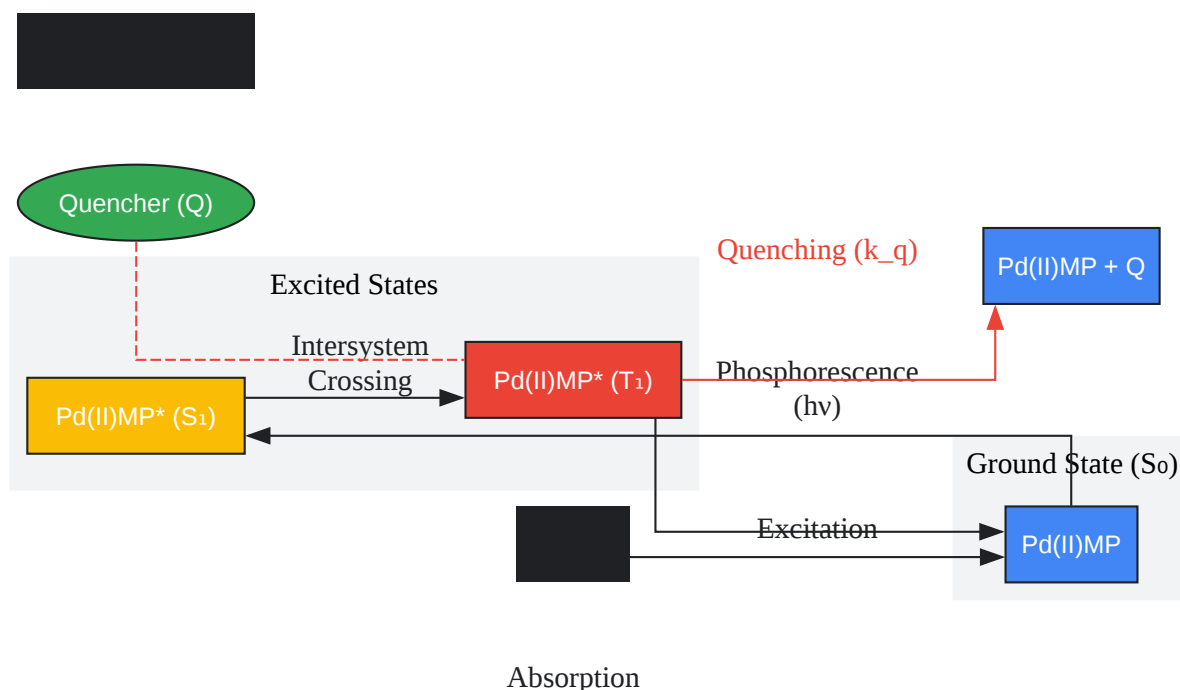 Quencher (Q)
Quenching (k_q)
Pd(II)MP + Q
Excited States
Intersystem
Crossing
Pd(II)MP* (T₁)
Phosphorescence
(hν)
Pd(II)MP* (S₁)
Ground State (S₀)
Excitation
Pd(II)MP
Absorption